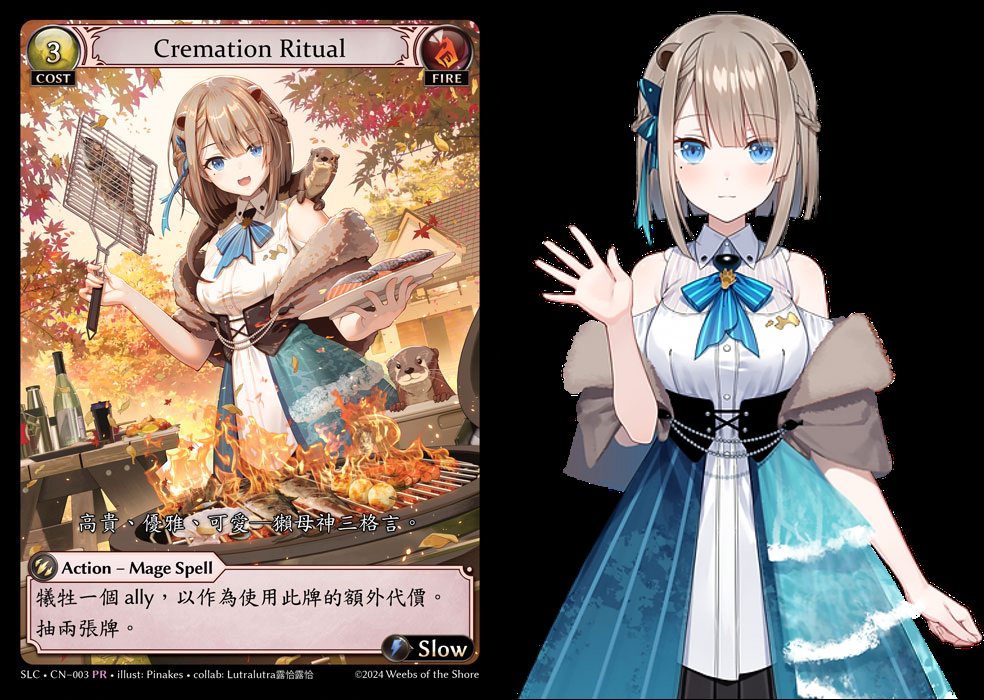 3
COST
Cremation Ritual
FIRE
高貴、優雅、可愛—獺母神三格言。
Action – Mage Spell
犧牲一個 ally，以作為使用此牌的額外代價。
抽兩張牌。
Slow
SLC • CN–003 PR • illust: Pinakes • collab: Lutralutra露恰露恰
©2024 Weebs of the Shore